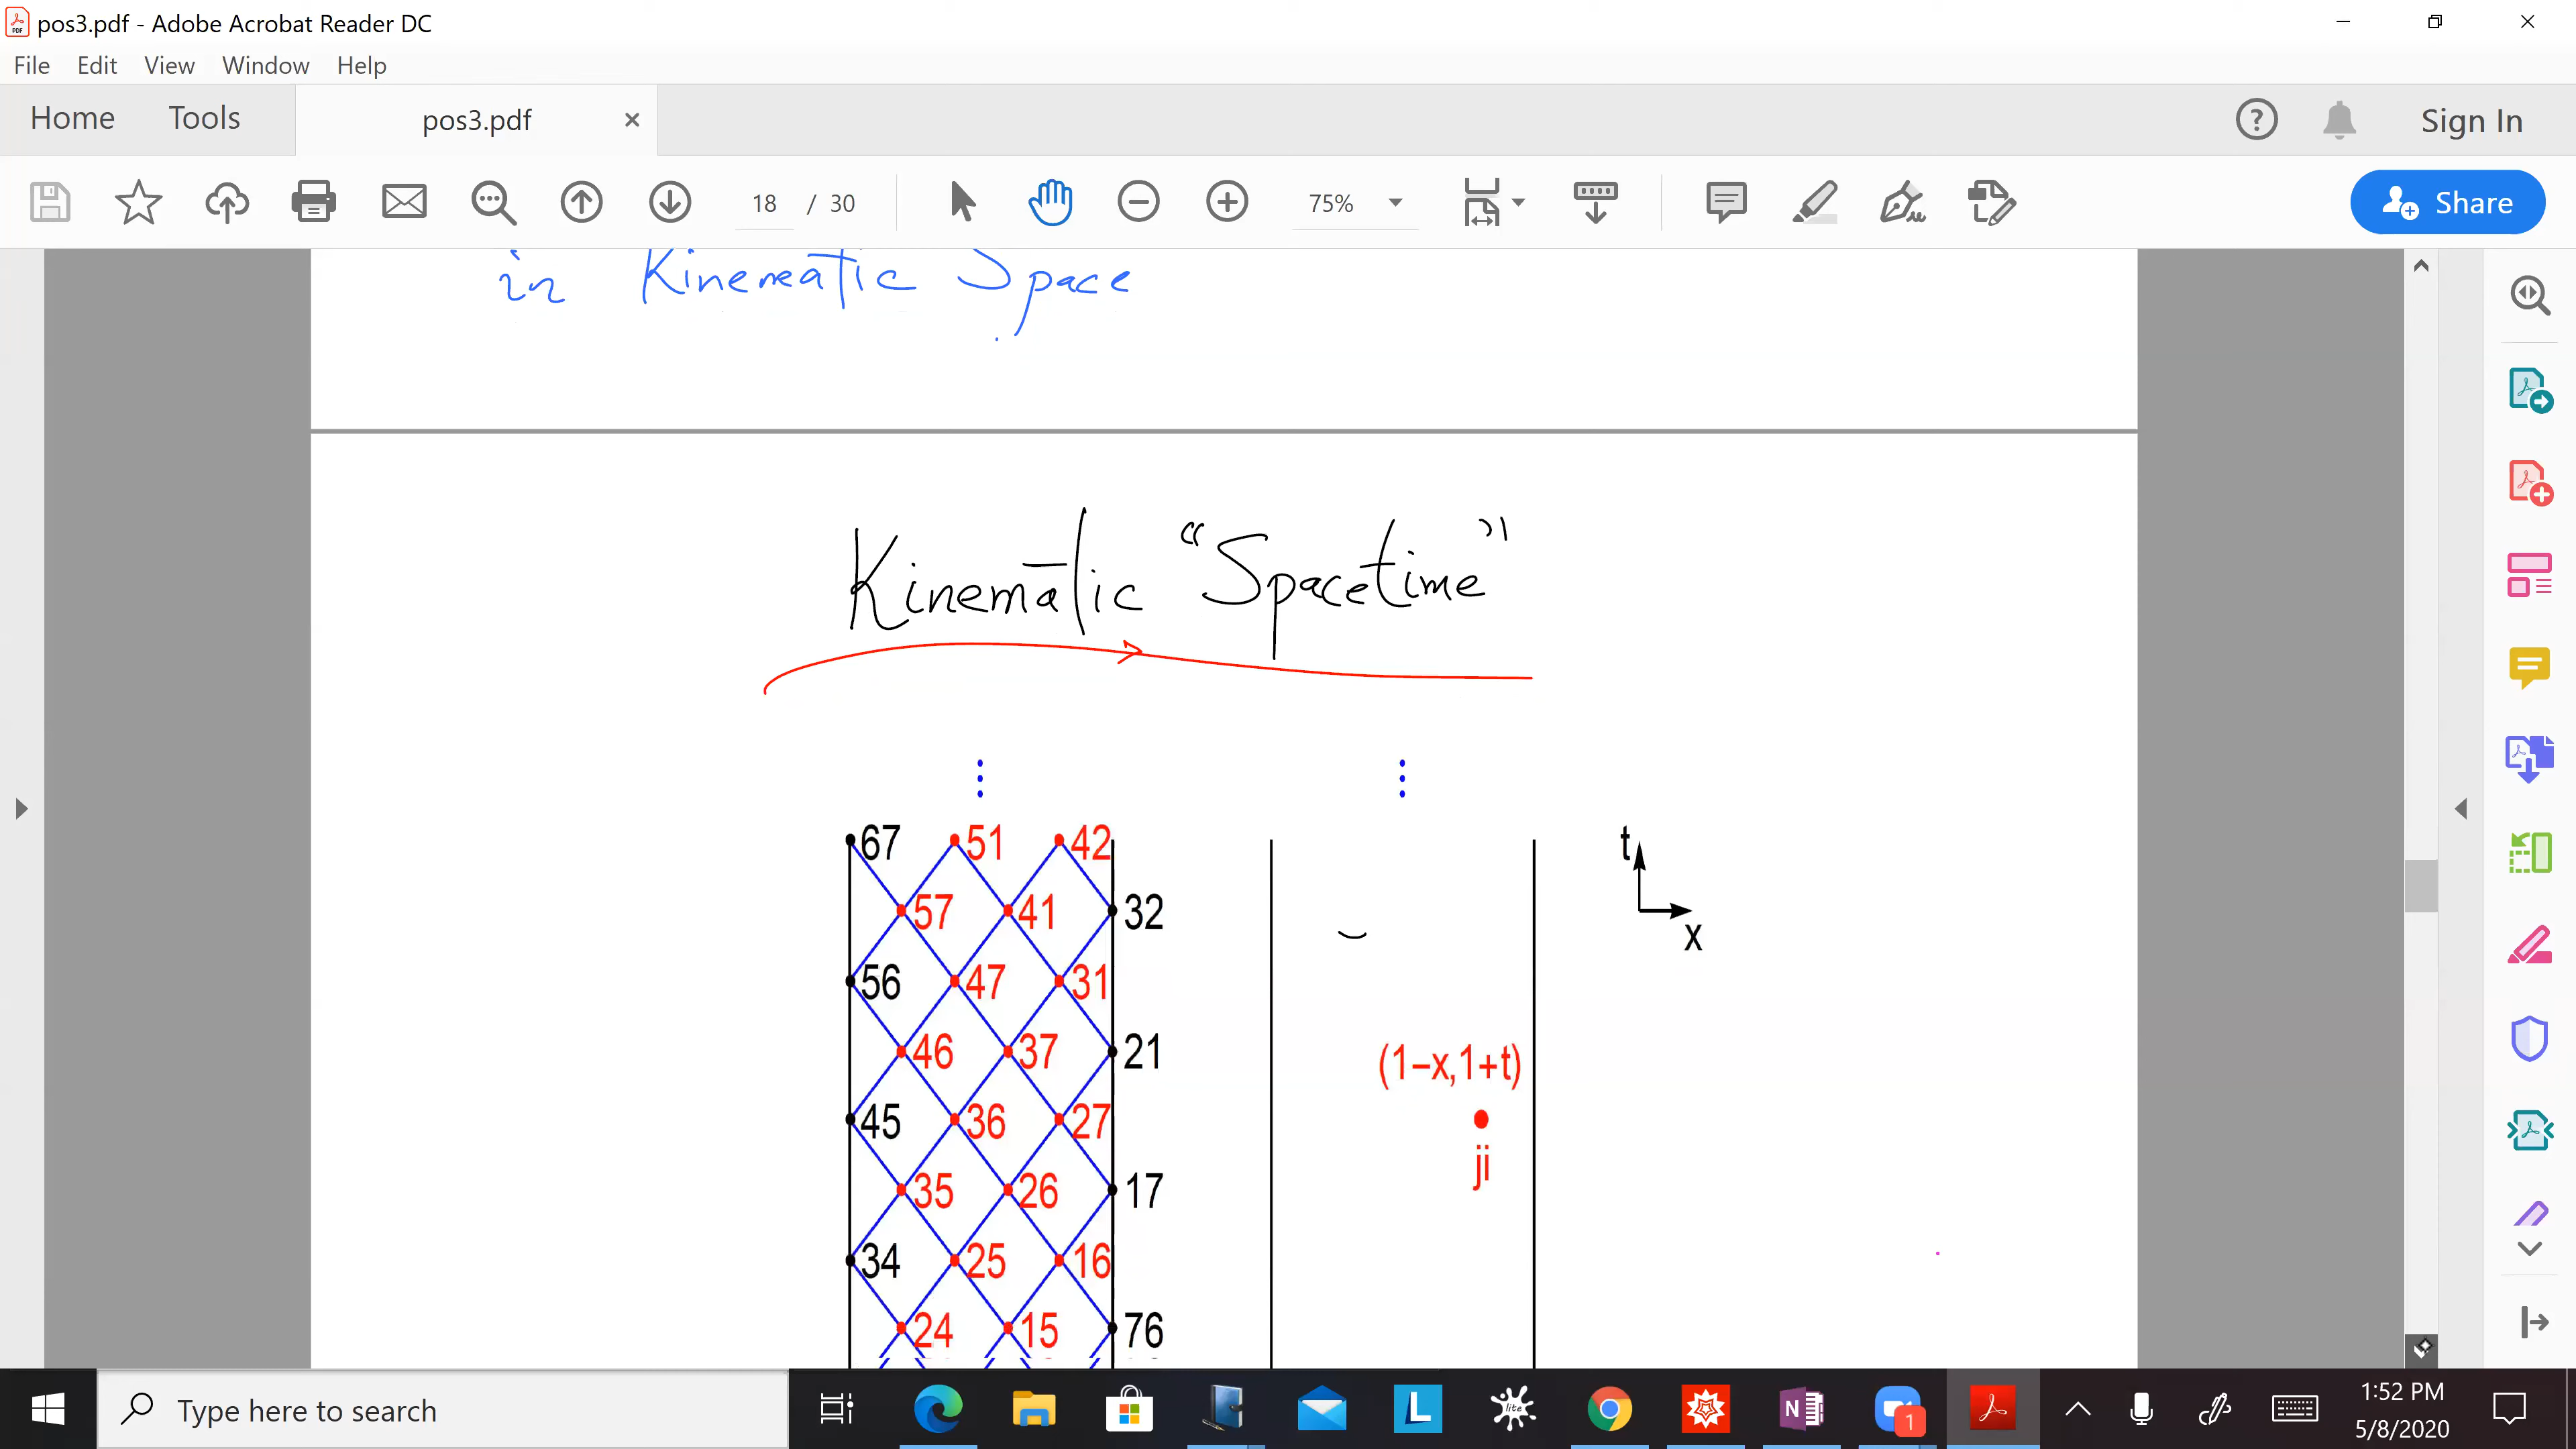 pos3.pdf - Adobe Acrobat Reader DC
File Edit View Window Help
Home Tools pos3.pdf × Sign In
18 / 30 75% Share
in Kinematic Space
Kinematic “Spacetime”
67 51 42
57 41 32
56 47 31
46 37 21
45 36 27
35 26 17
34 25 16
24 15 76
t
x
(1−x,1+t)
ji
Type here to search
L
lite
1
1:52 PM
5/8/2020